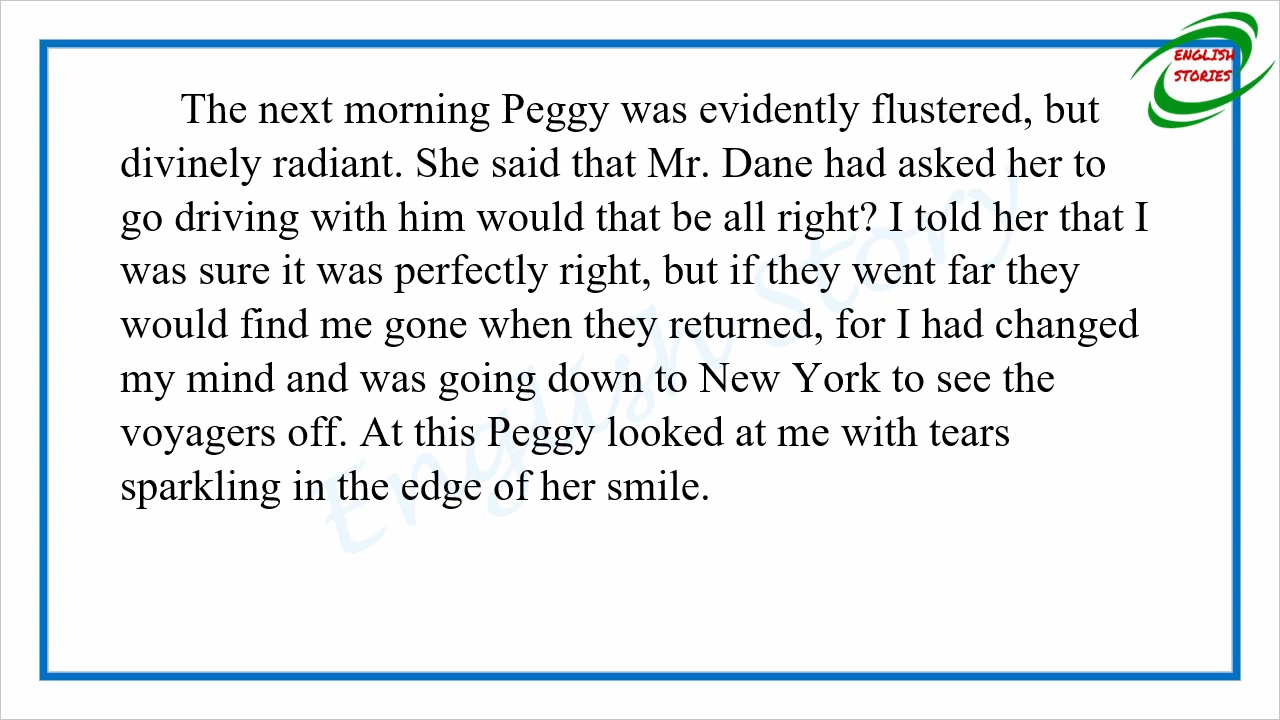 ENGLISH
STORIES
The next morning Peggy was evidently flustered, but
divinely radiant. She said that Mr. Dane had asked her to
go driving with him would that be all right? I told her that I
was sure it was perfectly right, but if they went far they
would find me gone when they returned, for I had changed
my mind and was going down to New York to see the
voyagers off. At this Peggy looked at me with tears
sparkling in the edge of her smile.
English Story